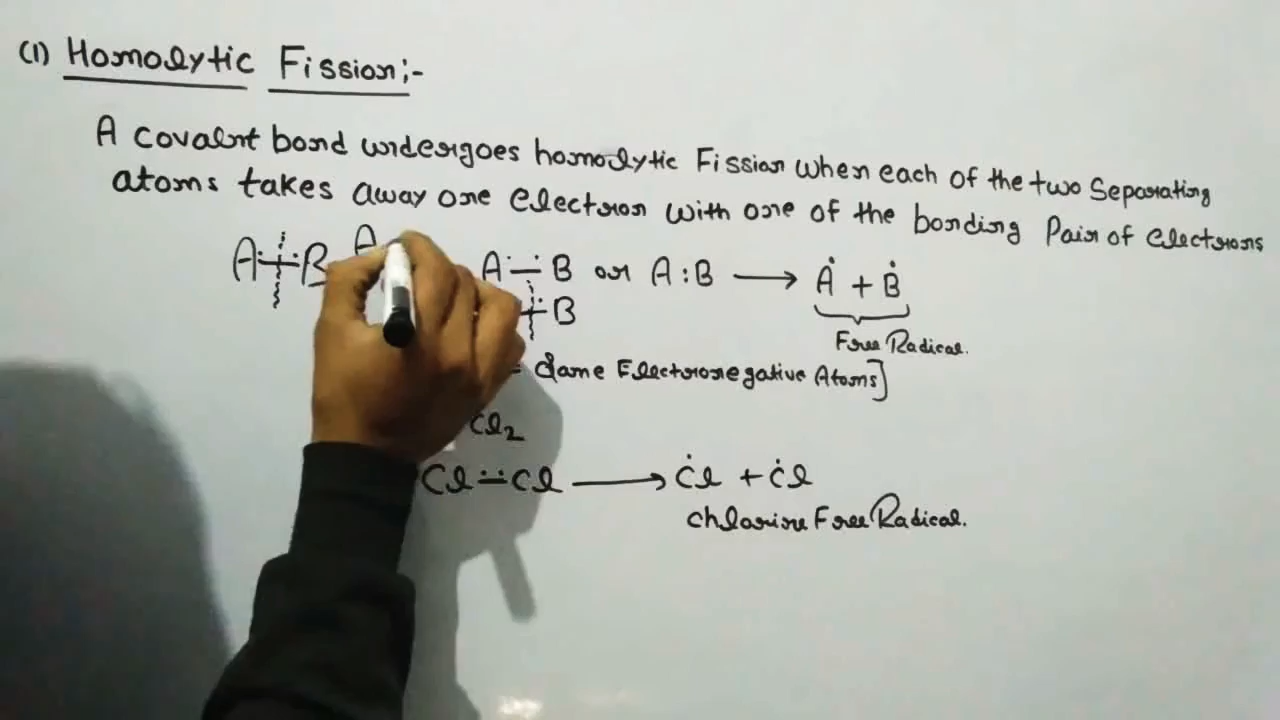 (1) Homolytic Fission:-
A covalent bond undergoes homolytic Fission when each of the two Separating
atoms takes away one electron with one of the bonding Pair of electrons
A÷B A A ÷ B or A:B ⟶ Ȧ + Ḃ
B
Free Radical.
Same Electronegative Atoms]
Cl₂
Cl ÷ Cl ⟶ Ċl + Ċl
chlorine Free Radical.